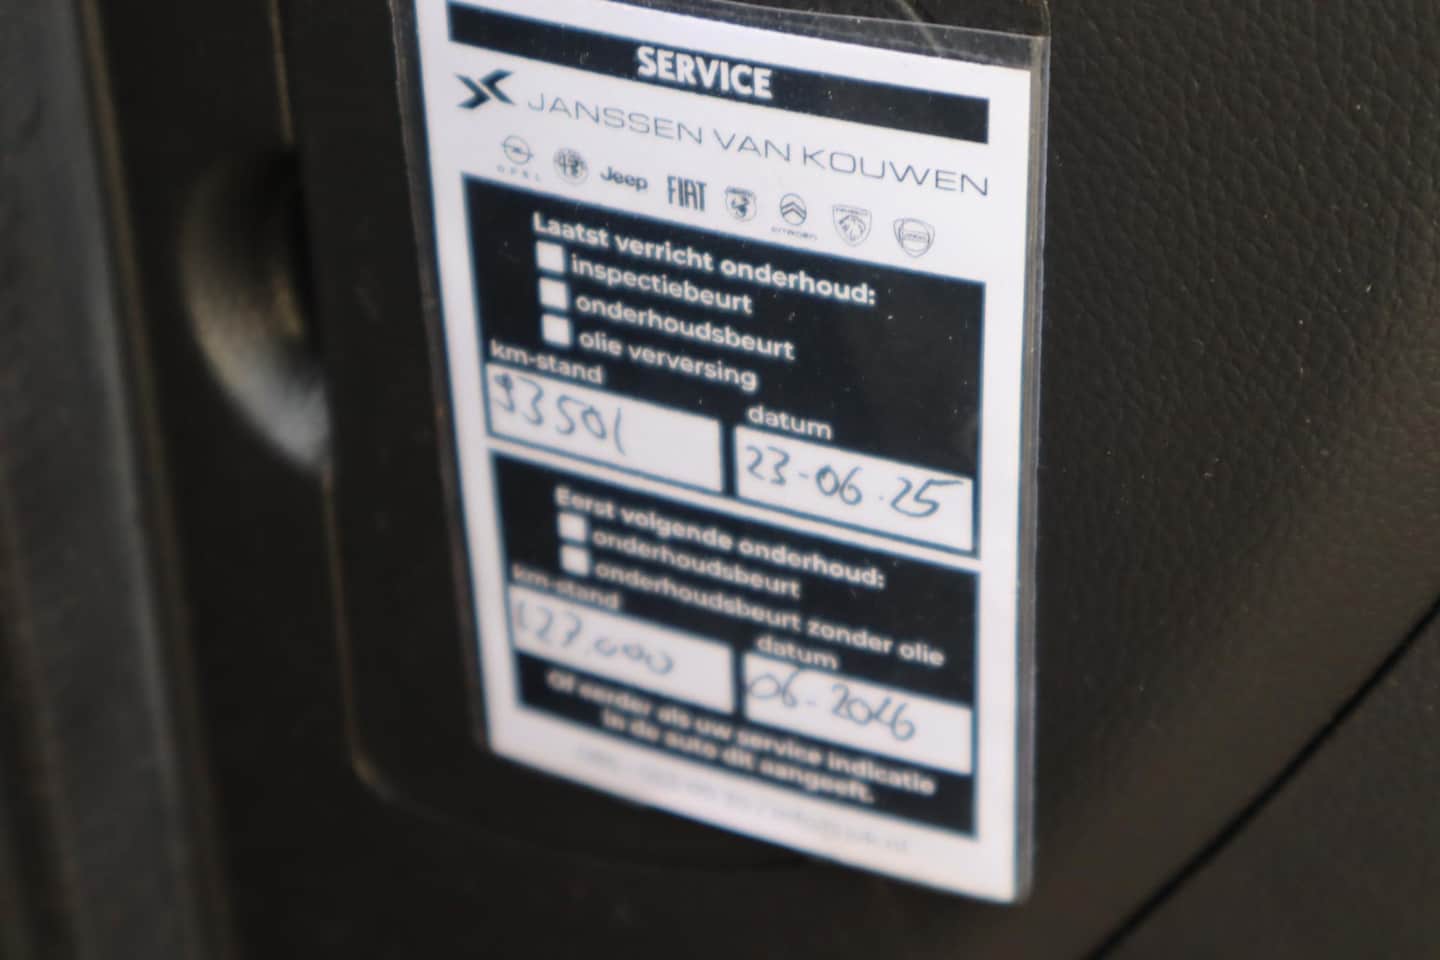 SERVICE
JANSSEN VAN KOUWEN
OPEL
Jeep
FIAT
CITROËN
Laatst verricht onderhoud:
inspectiebeurt
onderhoudsbeurt
olie verversing
km-stand
datum
93501
23-06-25
Eerst volgende onderhoud:
onderhoudsbeurt
onderhoudsbeurt zonder olie
km-stand
datum
127.000
06-2026
Of eerder als uw service indicatie
in de auto dit aangeeft.